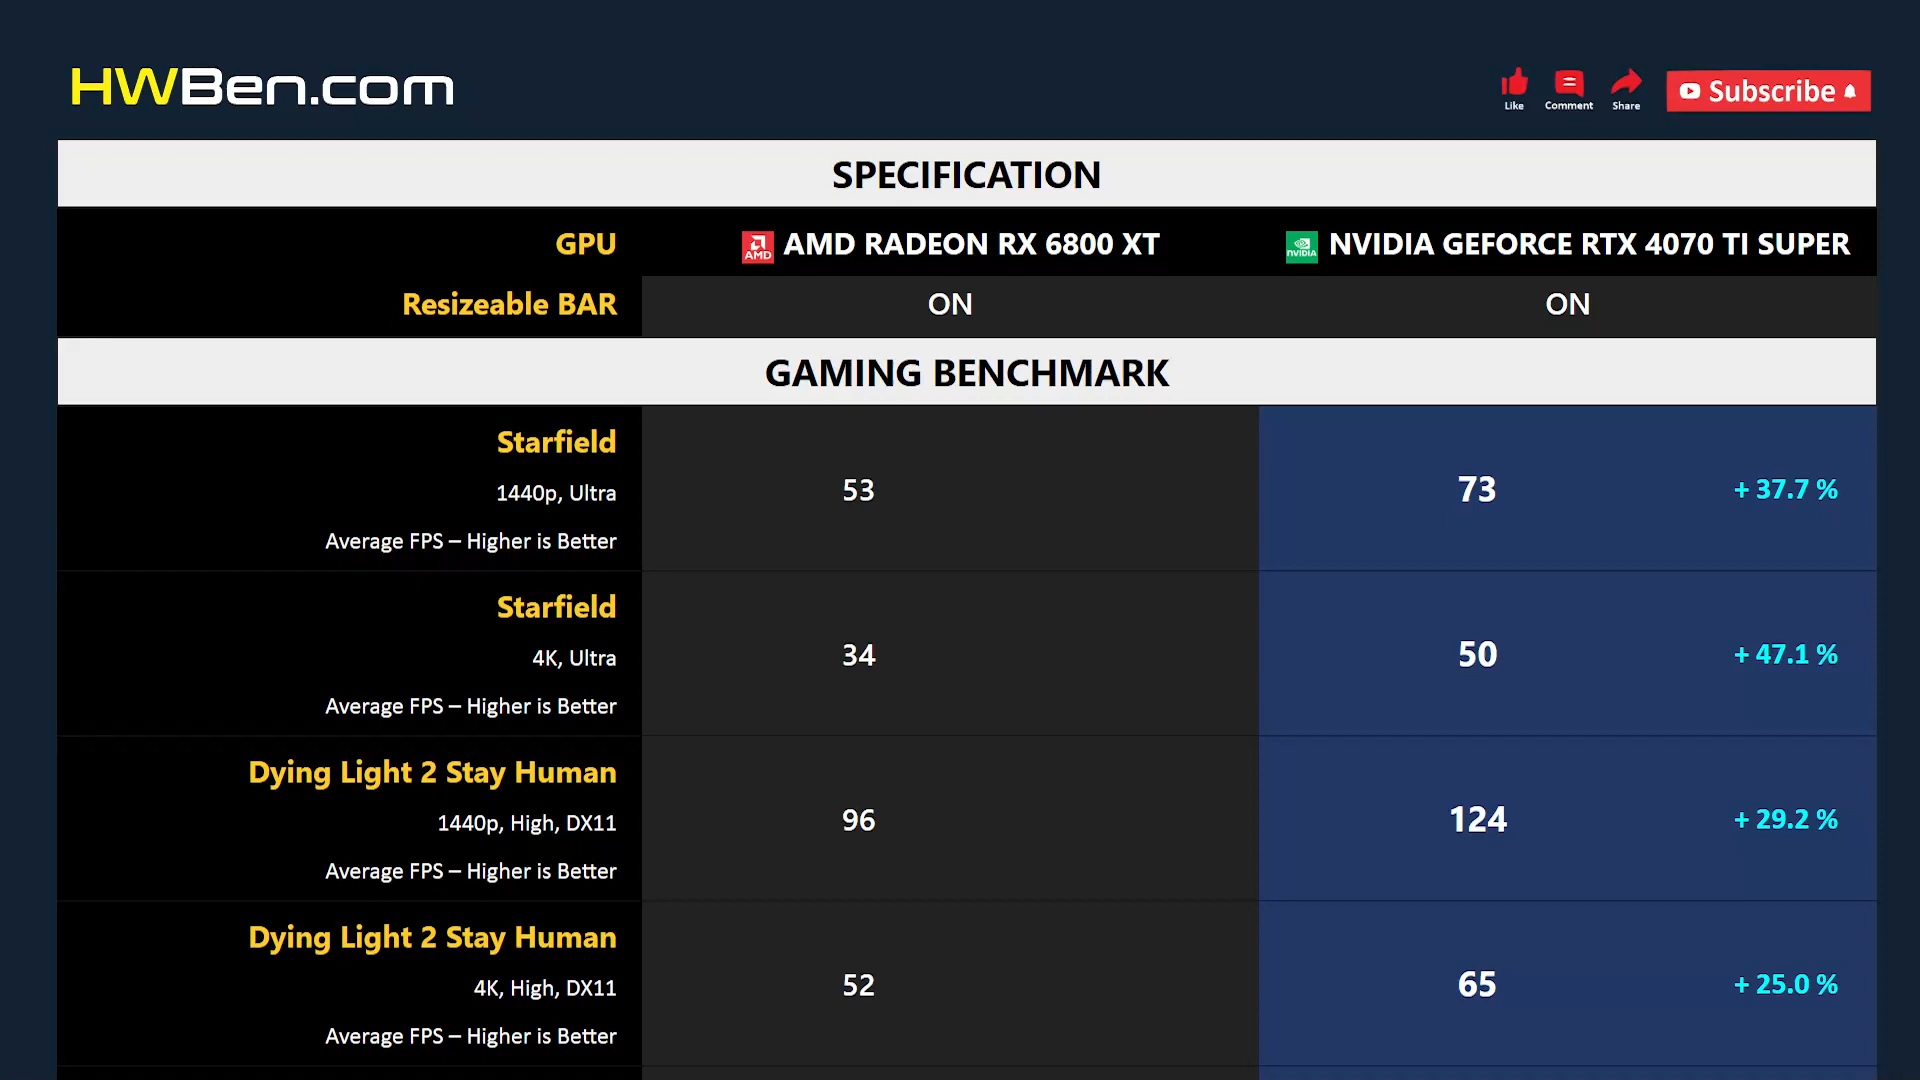 HWBen.com
Like
Comment
Share
Subscribe
SPECIFICATION
GPU
AMD
AMD RADEON RX 6800 XT
NVIDIA
NVIDIA GEFORCE RTX 4070 TI SUPER
Resizeable BAR
ON
ON
GAMING BENCHMARK
Starfield
1440p, Ultra
Average FPS – Higher is Better
53
73
+ 37.7 %
Starfield
4K, Ultra
Average FPS – Higher is Better
34
50
+ 47.1 %
Dying Light 2 Stay Human
1440p, High, DX11
Average FPS – Higher is Better
96
124
+ 29.2 %
Dying Light 2 Stay Human
4K, High, DX11
Average FPS – Higher is Better
52
65
+ 25.0 %